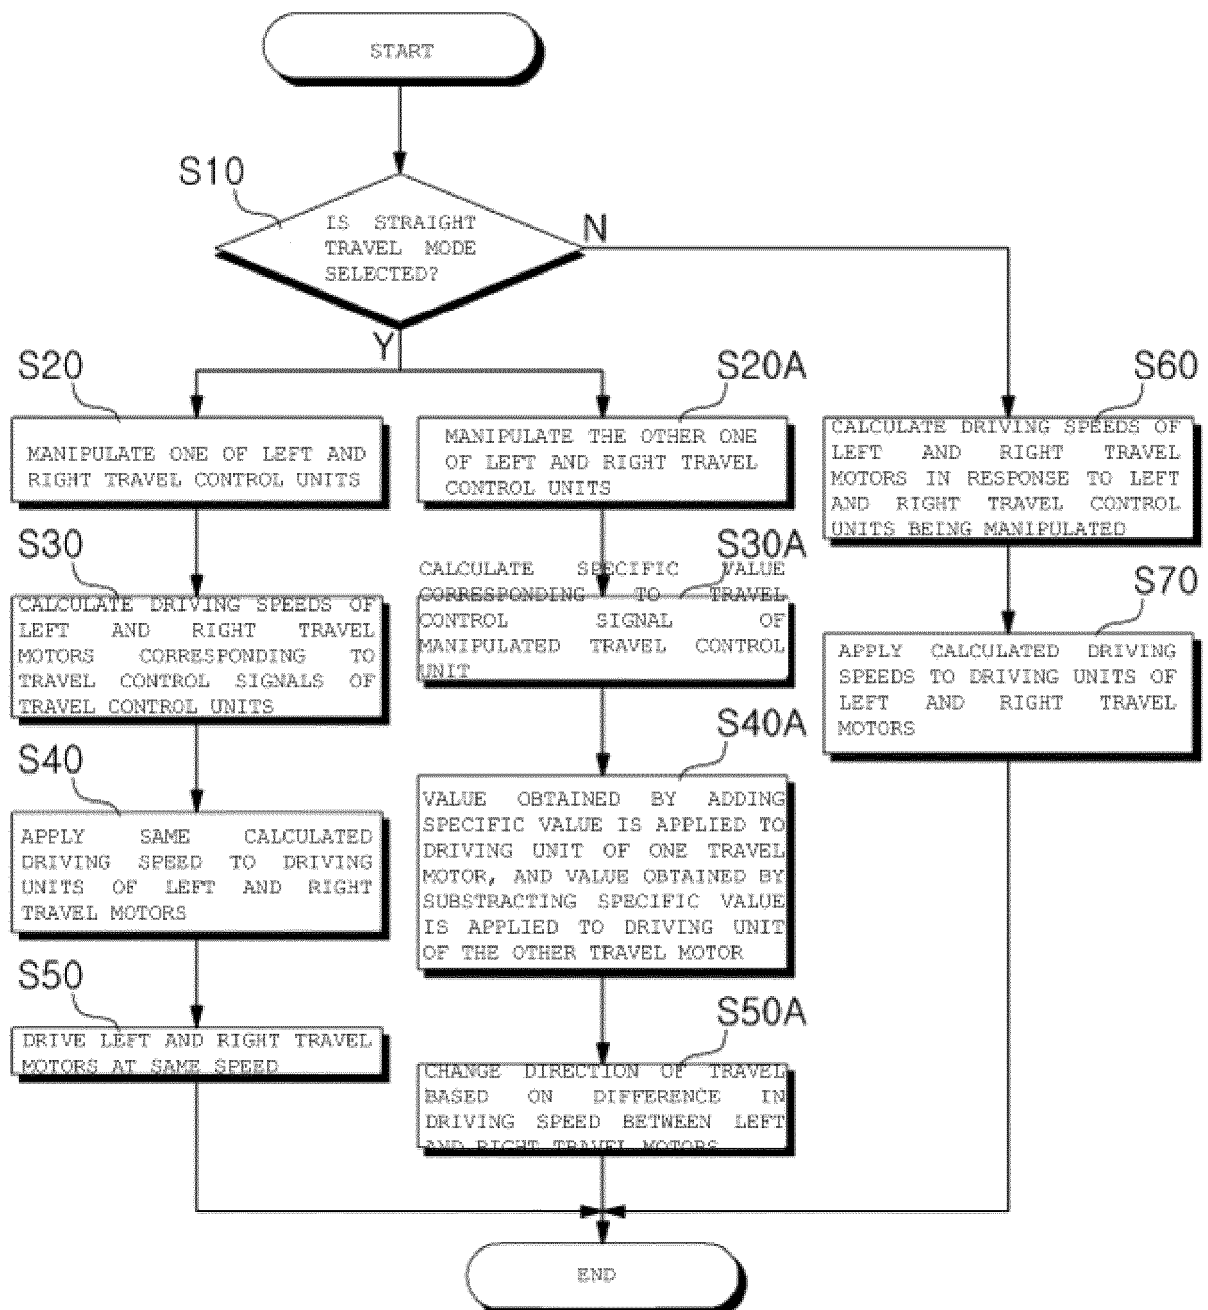 START
S10
IS STRAIGHT
TRAVEL MODE
SELECTED?
N
Y
S20
MANIPULATE ONE OF LEFT AND
RIGHT TRAVEL CONTROL UNITS
S30
CALCULATE DRIVING SPEEDS OF
LEFT AND RIGHT TRAVEL
MOTORS CORRESPONDING TO
TRAVEL CONTROL SIGNALS OF
TRAVEL CONTROL UNITS
S40
APPLY SAME CALCULATED
DRIVING SPEED TO DRIVING
UNITS OF LEFT AND RIGHT
TRAVEL MOTORS
S50
DRIVE LEFT AND RIGHT TRAVEL
MOTORS AT SAME SPEED
S20A
MANIPULATE THE OTHER ONE
OF LEFT AND RIGHT TRAVEL
CONTROL UNITS
S30A
CALCULATE SPECIFIC VALUE
CORRESPONDING TO TRAVEL
CONTROL SIGNAL OF
MANIPULATED TRAVEL CONTROL
UNIT
S40A
VALUE OBTAINED BY ADDING
SPECIFIC VALUE IS APPLIED TO
DRIVING UNIT OF ONE TRAVEL
MOTOR, AND VALUE OBTAINED BY
SUBSTRACTING SPECIFIC VALUE
IS APPLIED TO DRIVING UNIT
OF THE OTHER TRAVEL MOTOR
S50A
CHANGE DIRECTION OF TRAVEL
BASED ON DIFFERENCE IN
DRIVING SPEED BETWEEN LEFT
AND RIGHT TRAVEL MOTORS
S60
CALCULATE DRIVING SPEEDS OF
LEFT AND RIGHT TRAVEL
MOTORS IN RESPONSE TO LEFT
AND RIGHT TRAVEL CONTROL
UNITS BEING MANIPULATED
S70
APPLY CALCULATED DRIVING
SPEEDS TO DRIVING UNITS OF
LEFT AND RIGHT TRAVEL
MOTORS
END